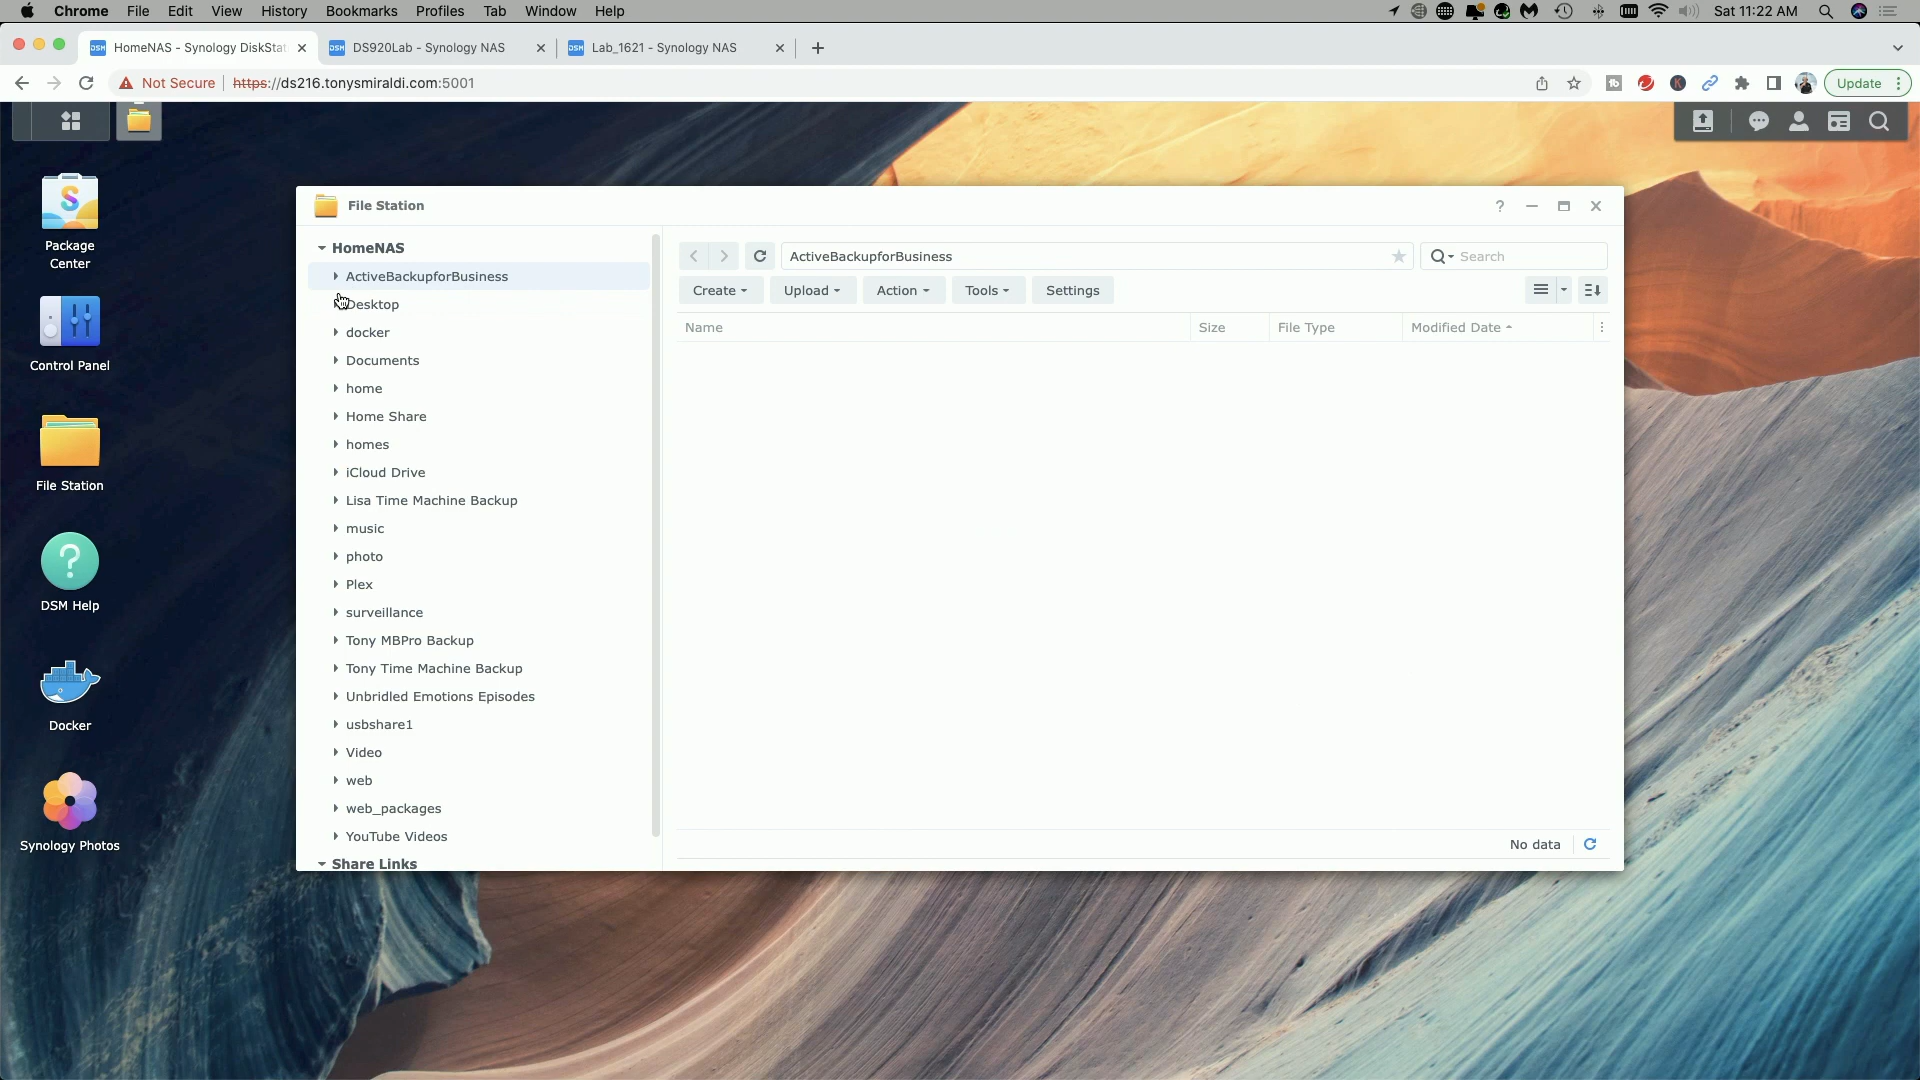 Chrome File Edit View History Bookmarks Profiles Tab Window Help Sat 11:22 AM
HomeNAS - Synology DiskStat DS920Lab - Synology NAS Lab_1621 - Synology NAS
Not Secure https://ds216.tonysmiraldi.com:5001 Update
Package
Center
Control Panel
File Station
DSM Help
Docker
Synology Photos
File Station
HomeNAS
ActiveBackupforBusiness
Desktop
docker
Documents
home
Home Share
homes
iCloud Drive
Lisa Time Machine Backup
music
photo
Plex
surveillance
Tony MBPro Backup
Tony Time Machine Backup
Unbridled Emotions Episodes
usbshare1
Video
web
web_packages
YouTube Videos
Share Links
ActiveBackupforBusiness Search
Create Upload Action Tools Settings
Name Size File Type Modified Date
No data